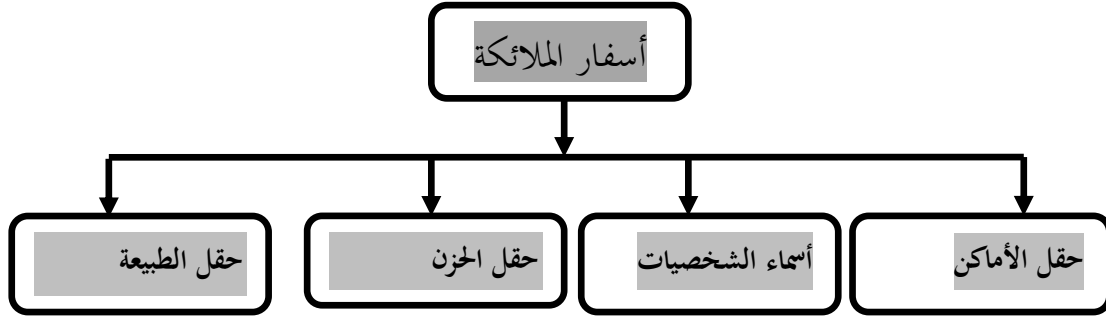 أسفار الملائكة
حقل الأماكن
أسماء الشخصيات
حقل الحزن
حقل الطبيعة